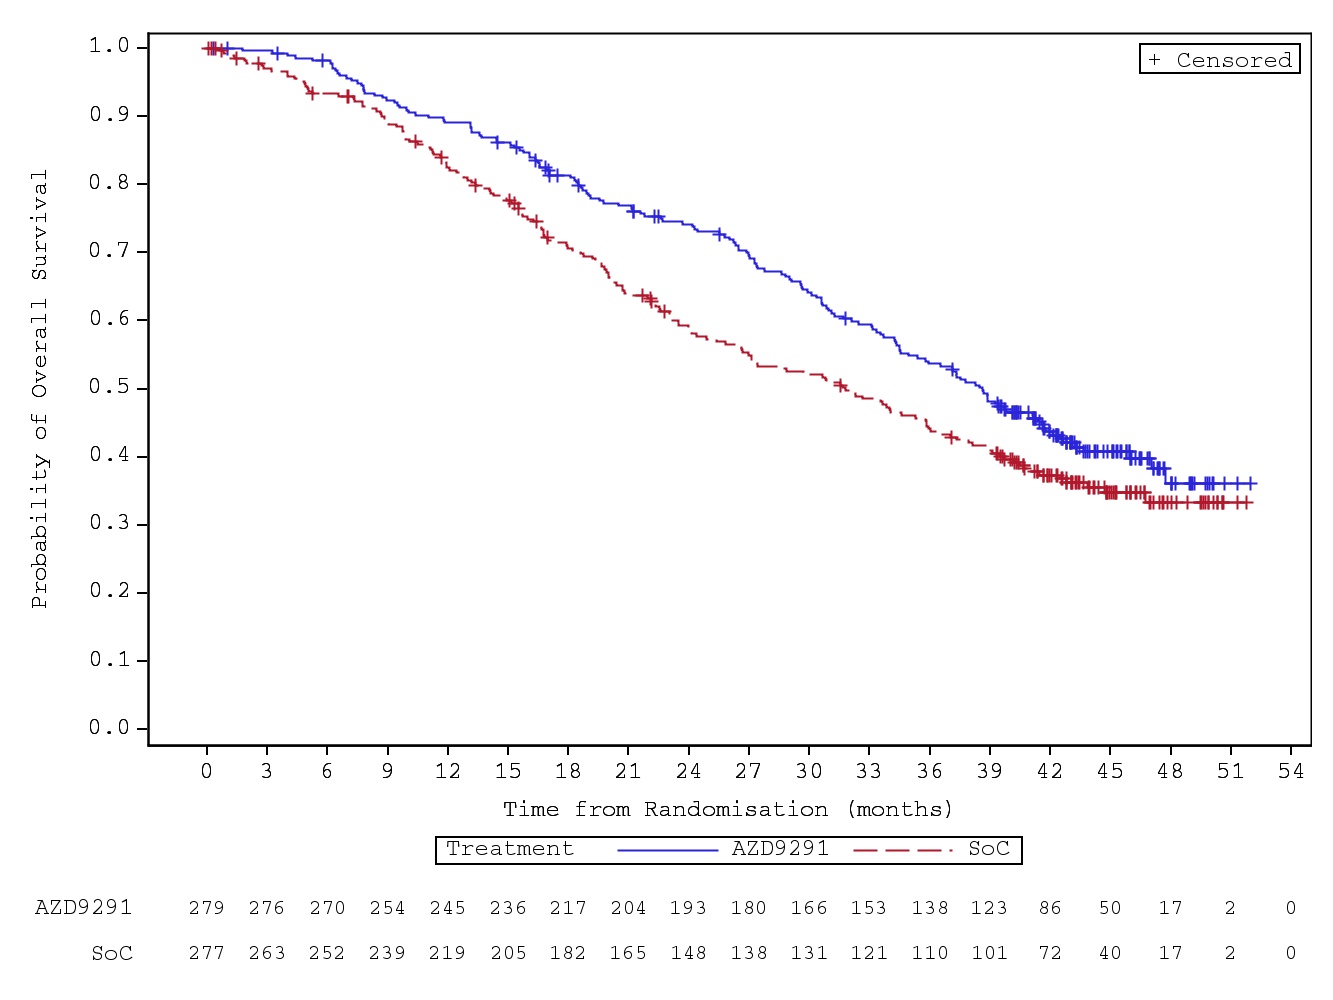 + Censored
1.0
0.9
0.8
0.7
0.6
0.5
0.4
0.3
0.2
0.1
0.0
Probability of Overall Survival
0 3 6 9 12 15 18 21 24 27 30 33 36 39 42 45 48 51 54
Time from Randomisation (months)
Treatment AZD9291 SoC
AZD9291 279 276 270 254 245 236 217 204 193 180 166 153 138 123 86 50 17 2 0
SoC 277 263 252 239 219 205 182 165 148 138 131 121 110 101 72 40 17 2 0